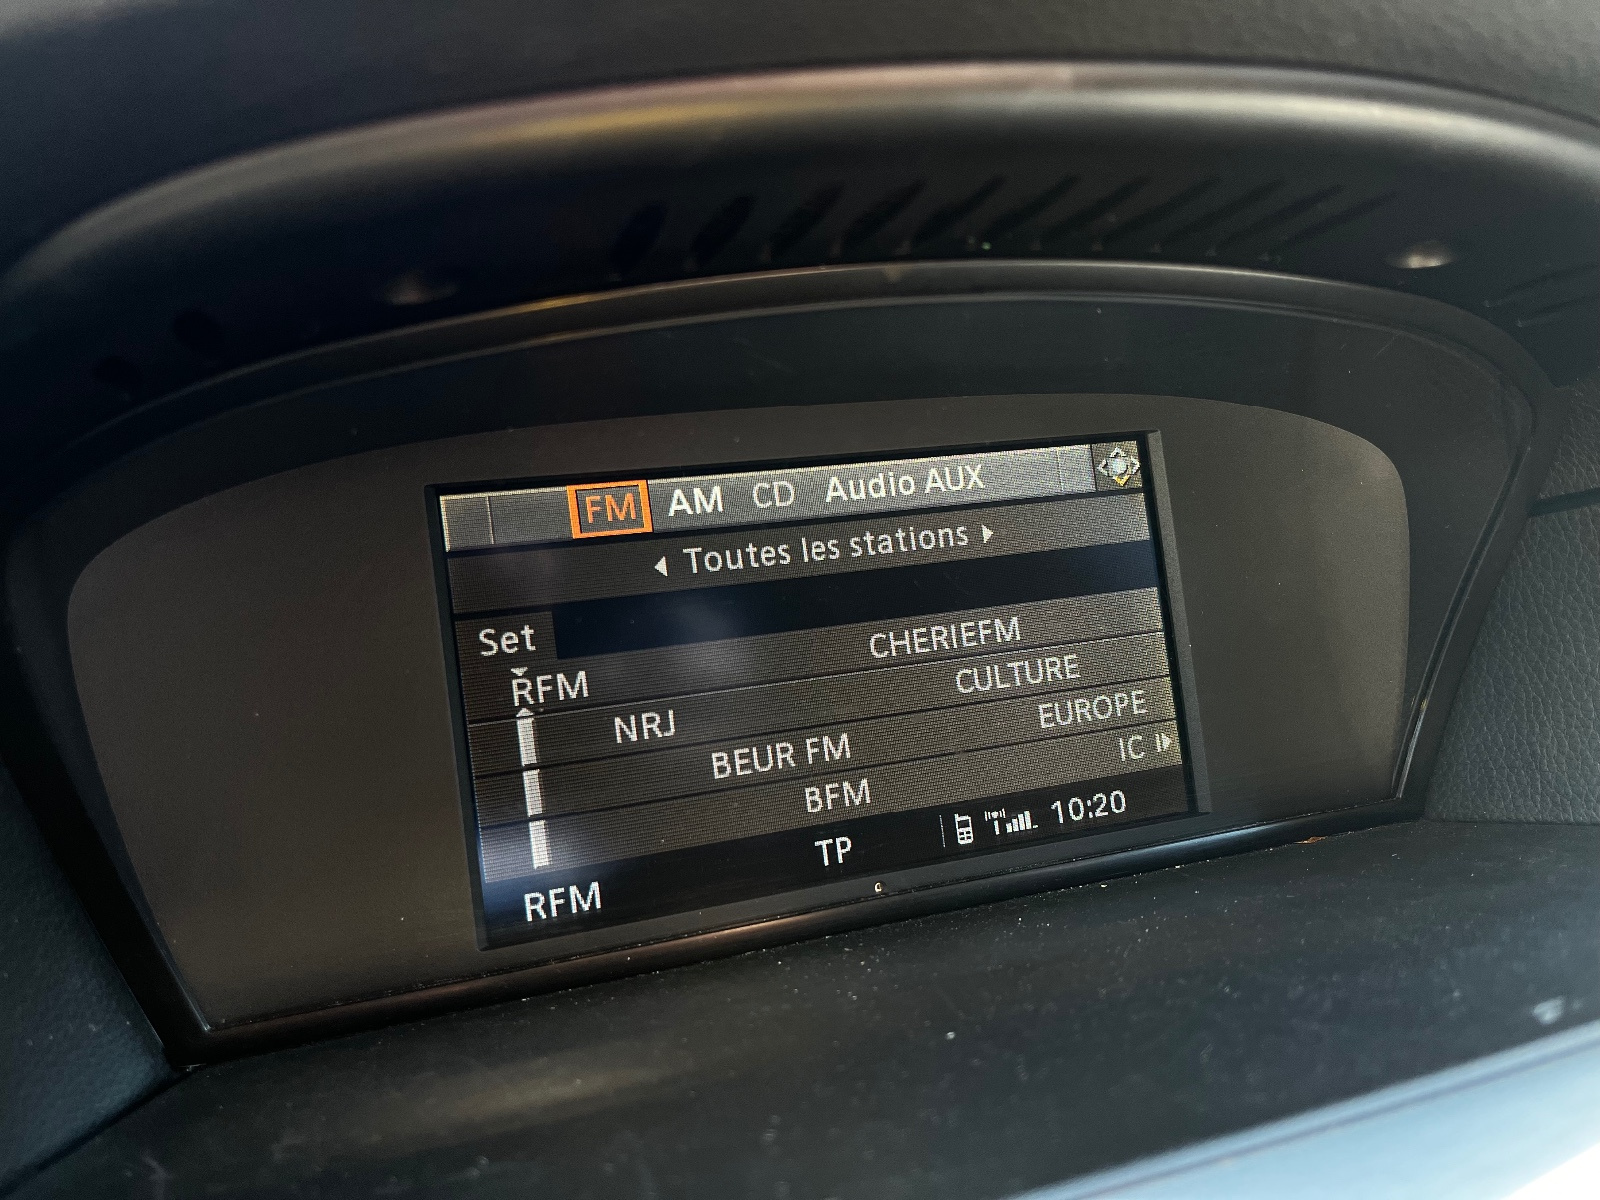 FM AM CD Audio AUX
Toutes les stations
Set
RFM
NRJ
BEUR FM
BFM
CHERIEFM
CULTURE
EUROPE
IC
RFM TP 10:20